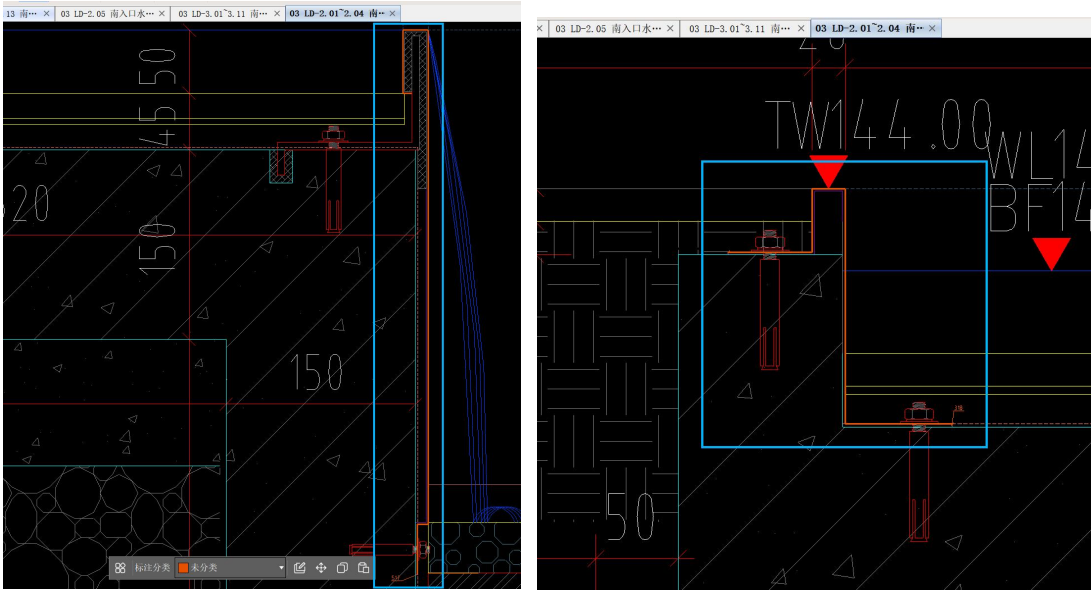 13 南··· × 03 LD-2.05 南入口水··· × 03 LD-3.01~3.11 南··· × 03 LD-2.01~2.04 南·· ×
50
45
150
320
150
标注分类 未分类
× 03 LD-2.05 南入口水··· × 03 LD-3.01~3.11 南··· × 03 LD-2.01~2.04 南·· ×
TW144.00
WL14
BF14
50